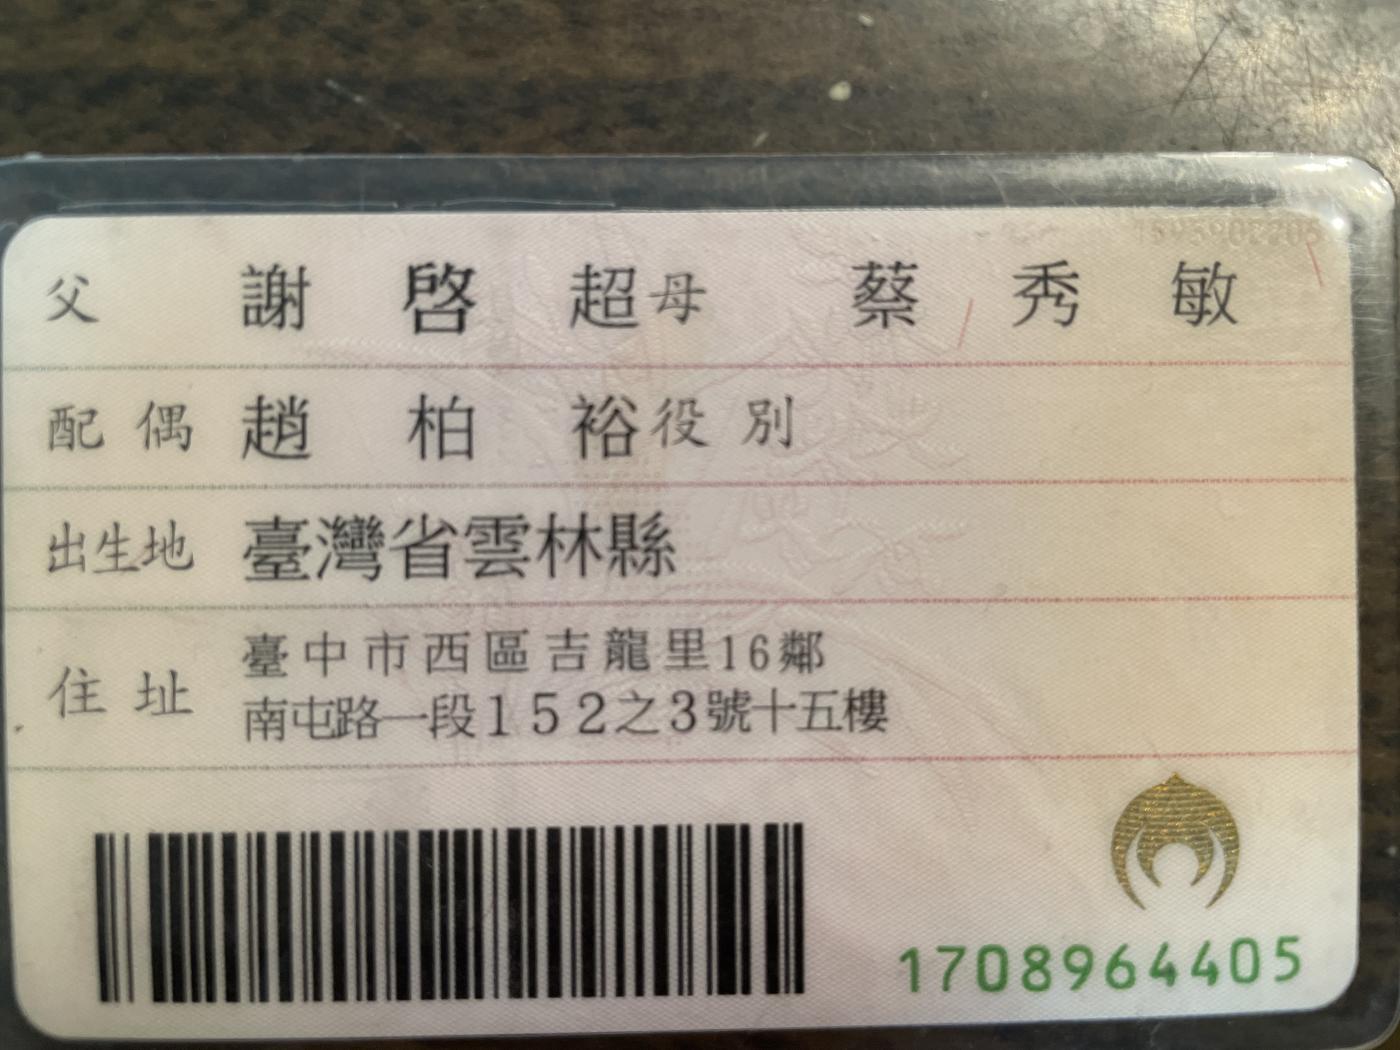 父 謝啓超 母 蔡秀敏
配偶 趙柏裕 役別
出生地 臺灣省雲林縣
住址 臺中市西區吉龍里16鄰
南屯路一段152之3號十五樓
1708964405